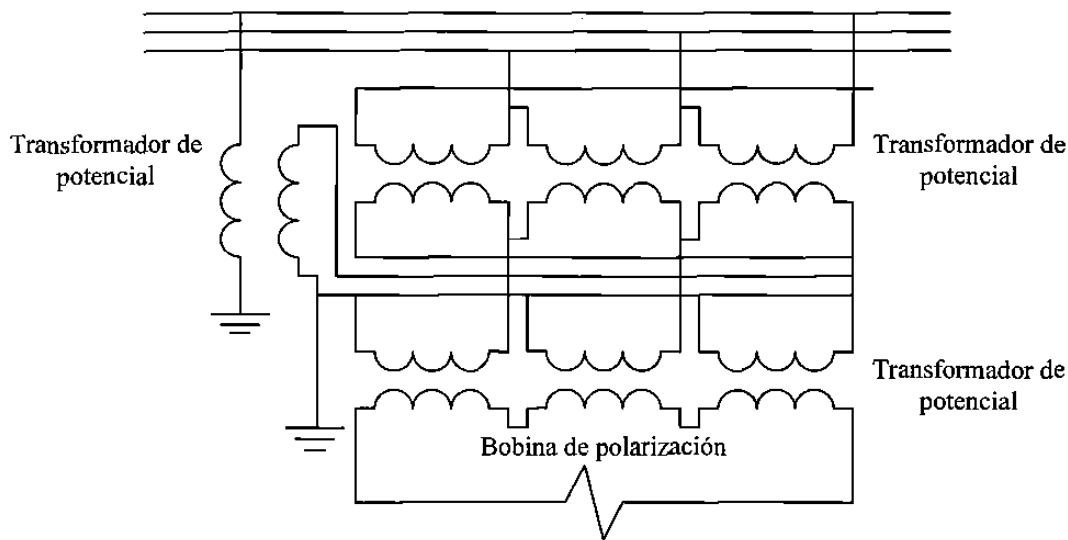 Transformador de
potencial
Transformador de
potencial
Transformador de
potencial
Bobina de polarización